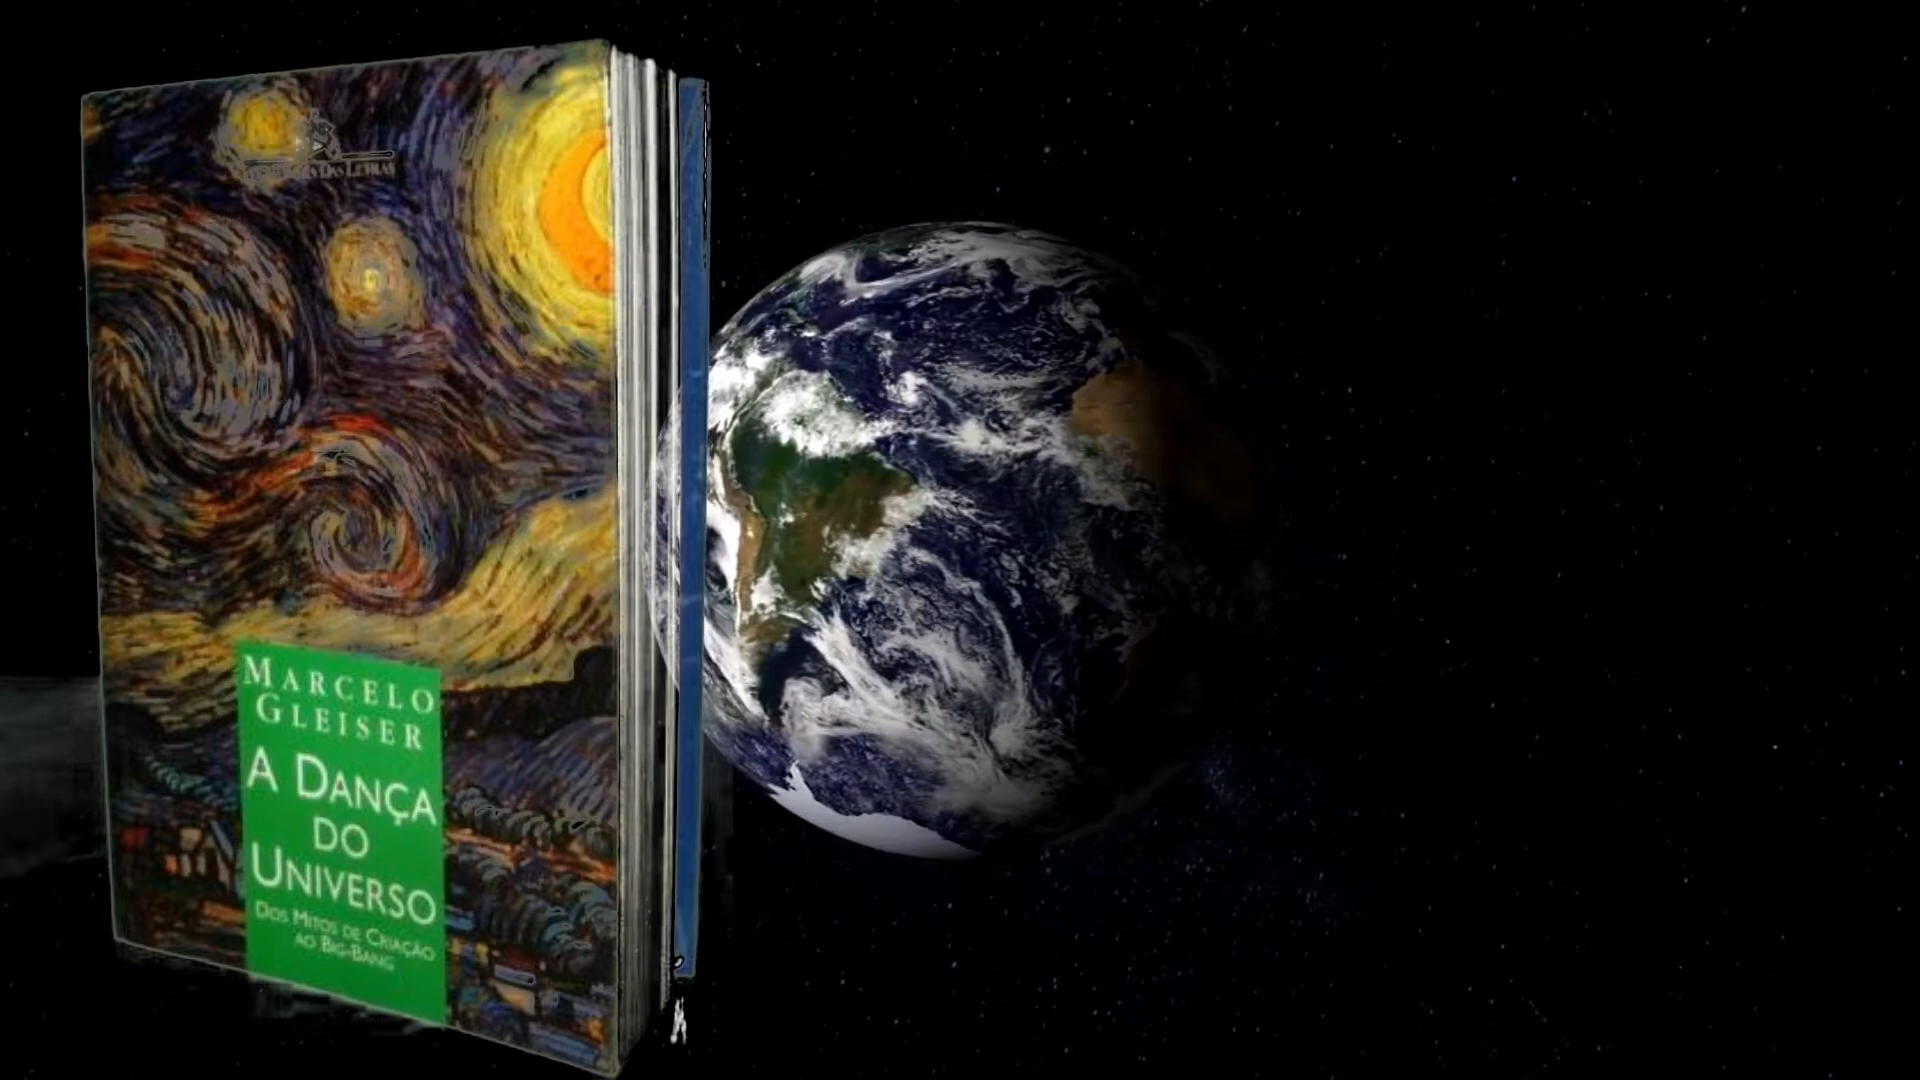 MARCELO
GLEISER
A DANÇA
DO
UNIVERSO
DOS MITOS DE CRIAÇÃO
AO BIG-BANG